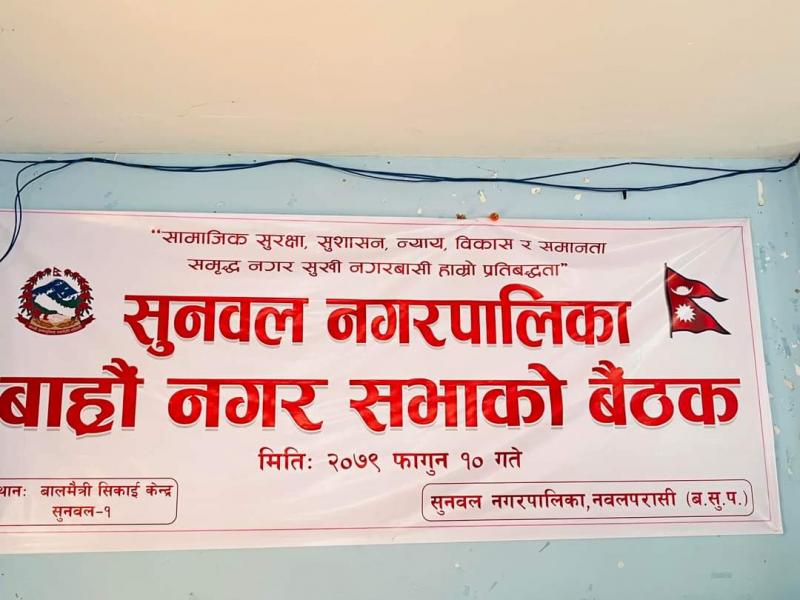 “सामाजिक सुरक्षा, सुशासन, न्याय, विकास र समानता
समृद्ध नगर सुखी नगरबासी हाम्रो प्रतिबद्धता”
सुनवल नगरपालिका
बाह्रौं नगर सभाको बैठक
मितिः २०७९ फागुन १० गते
थानः बालमैत्री सिकाई केन्द्र
सुनवल-१
सुनवल नगरपालिका, नवलपरासी (ब.सु.प.)